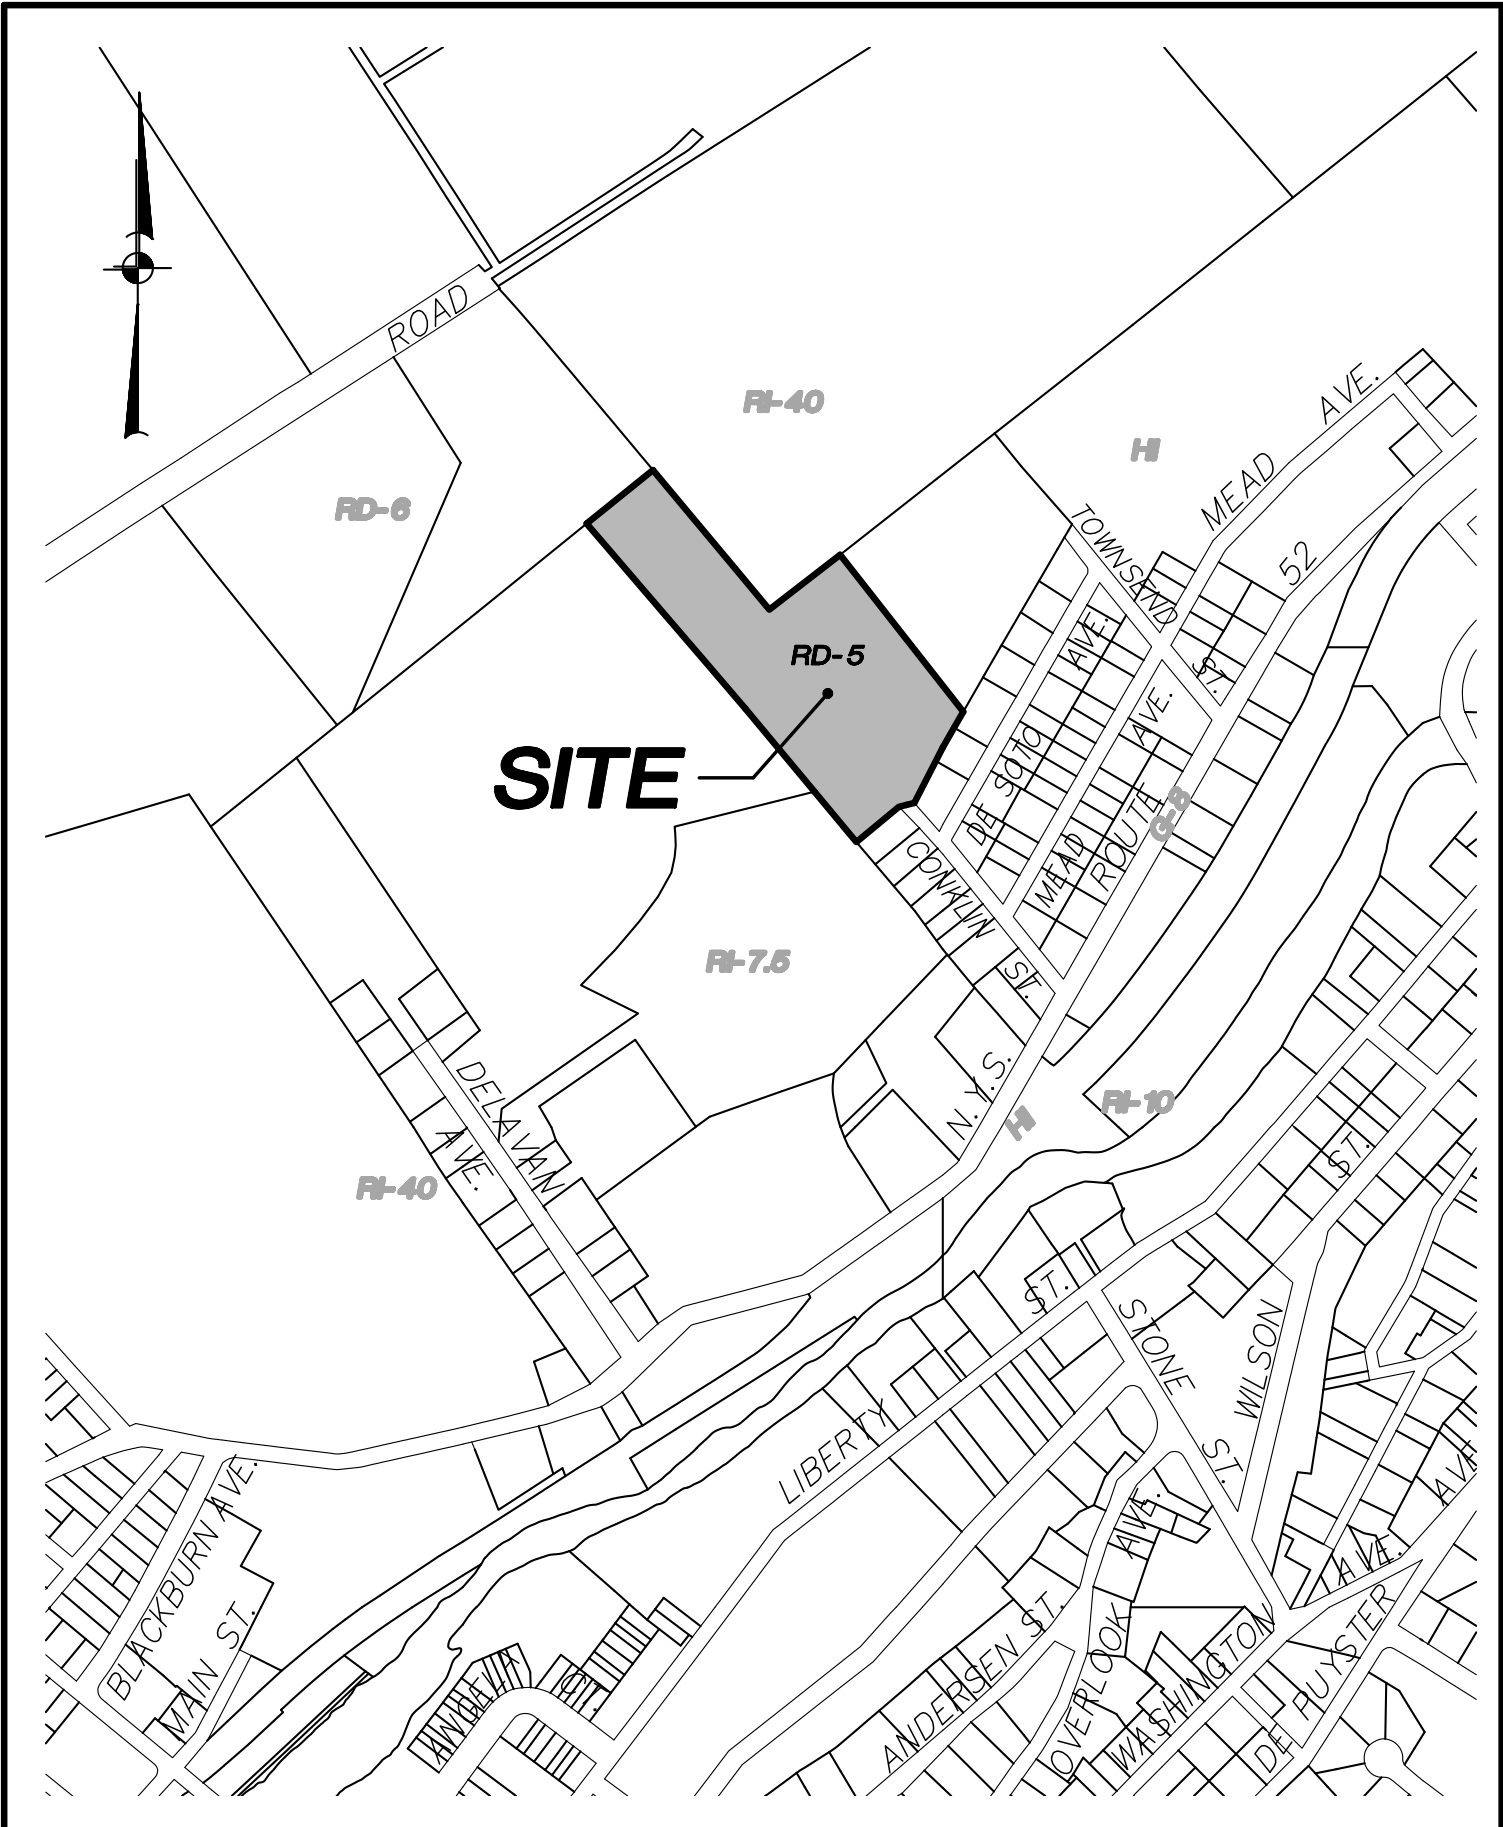 ROAD
RI-40
AVE.
HI
MEAD
RD-6
TOWNSEND
ST.
52
AVE.
RD-5
AVE.
SITE
DE SOTO
ROUTE
G-8
MEAD
CONKLIN
ST.
RI-7.5
N.Y.S.
HI
RI-10
DELAVAN
AVE.
ST.
RI-40
ST.
STONE
ST.
WILSON
LIBERTY
BLACKBURN AVE.
AVE.
AVE.
AVE.
MAIN ST.
ANDERSEN ST.
OVERLOOK
WASHINGTON
DE PUYSTER
ANGELA